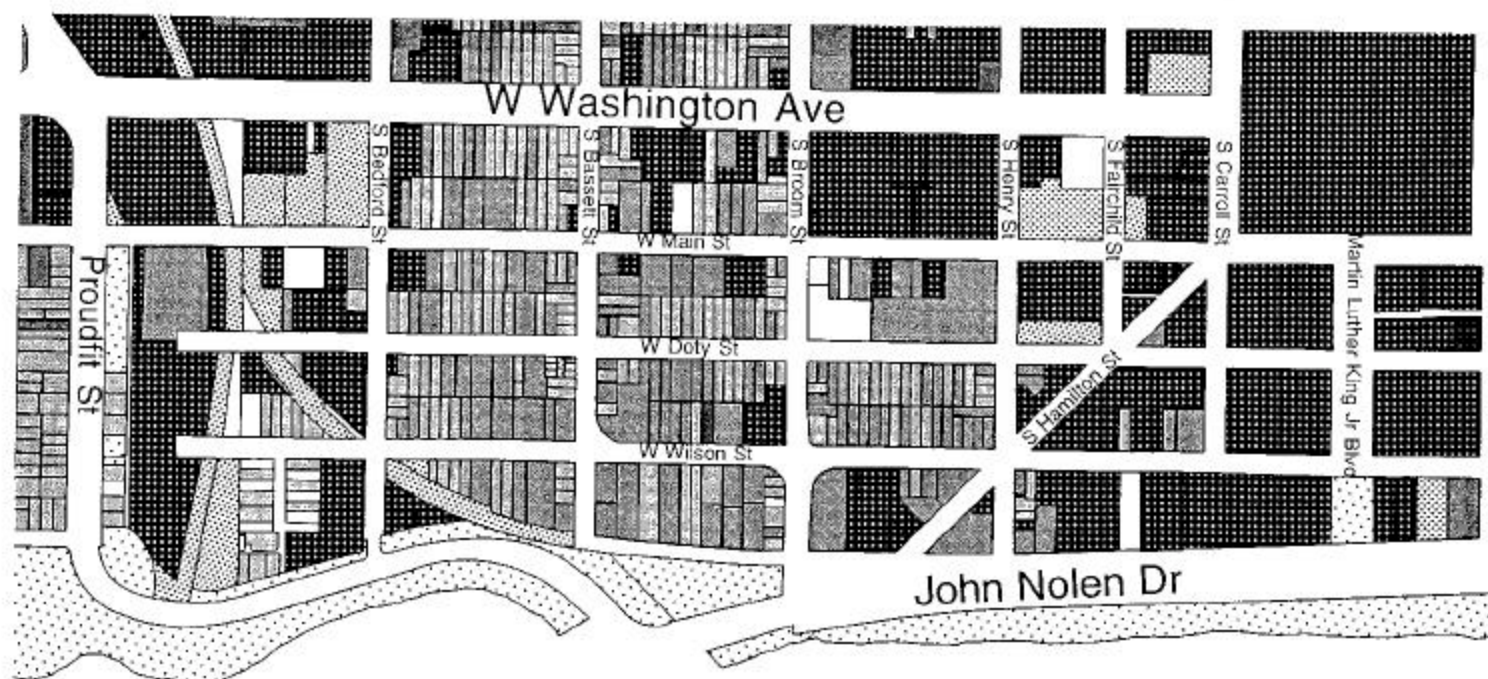 W Washington Ave
S Bedford St
S Bassett St
S Broom St
S Henry St
S Fairchild St
S Carroll St
W Main St
Proudfit St
Martin Luther King Jr Blvd
W Doty St
S Hamilton St
W Wilson St
John Nolen Dr